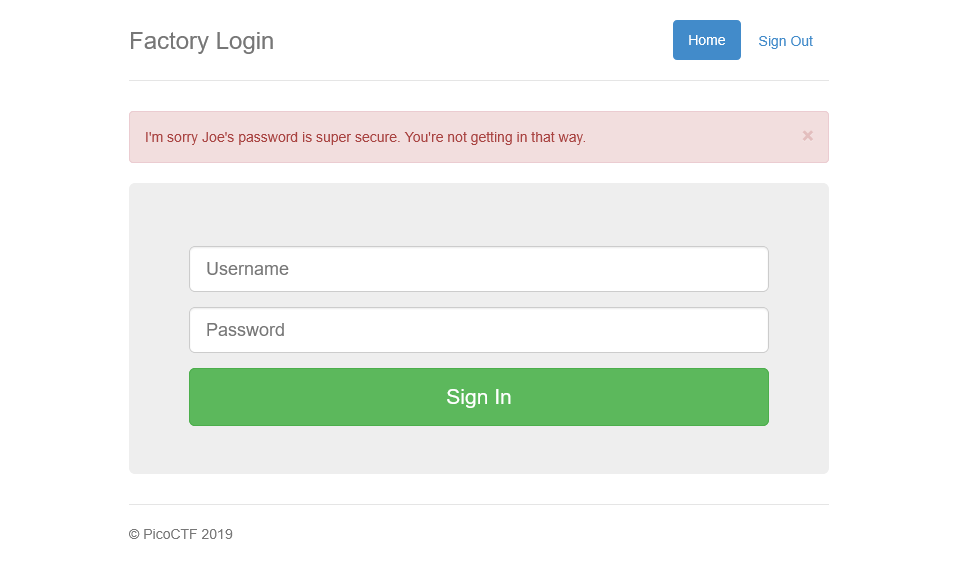 Factory Login
Home
Sign Out
I'm sorry Joe's password is super secure. You're not getting in that way.
×
Username
Password
Sign In
© PicoCTF 2019